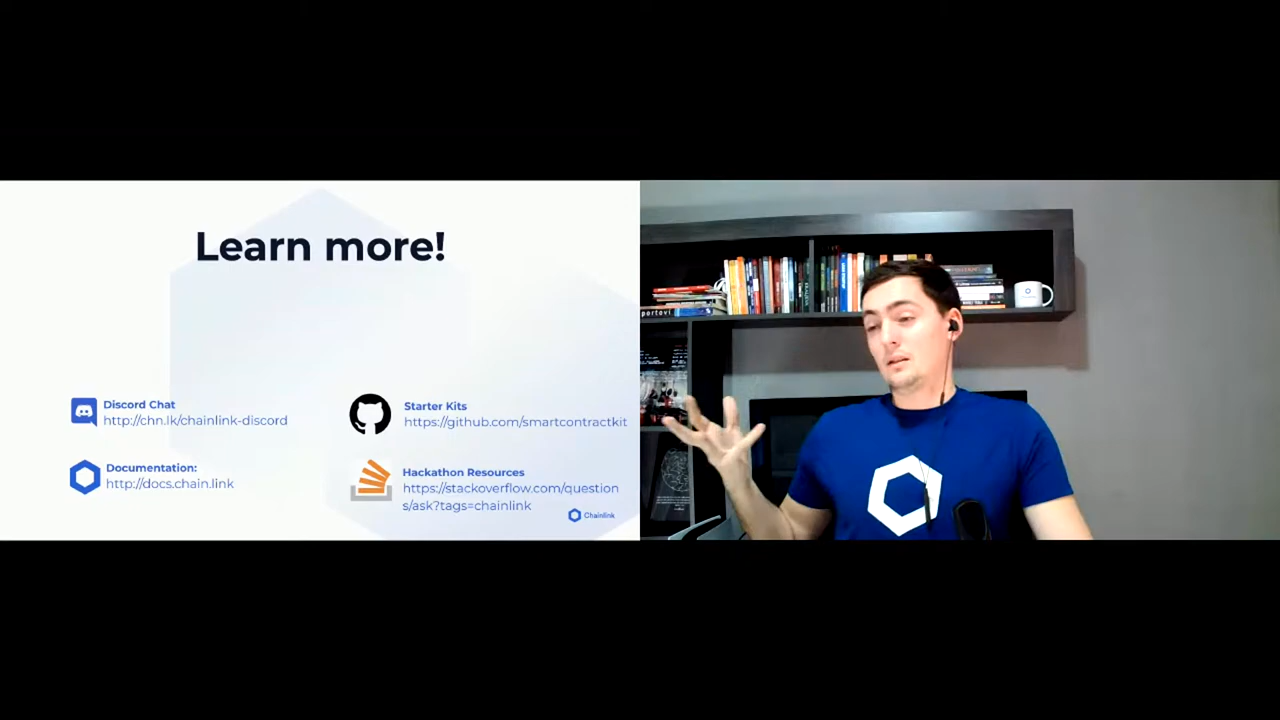 Learn more!
Discord Chat
http://chn.lk/chainlink-discord
Starter Kits
https://github.com/smartcontractkit
Documentation:
http://docs.chain.link
Hackathon Resources
https://stackoverflow.com/question
s/ask?tags=chainlink
Chainlink
pertovi